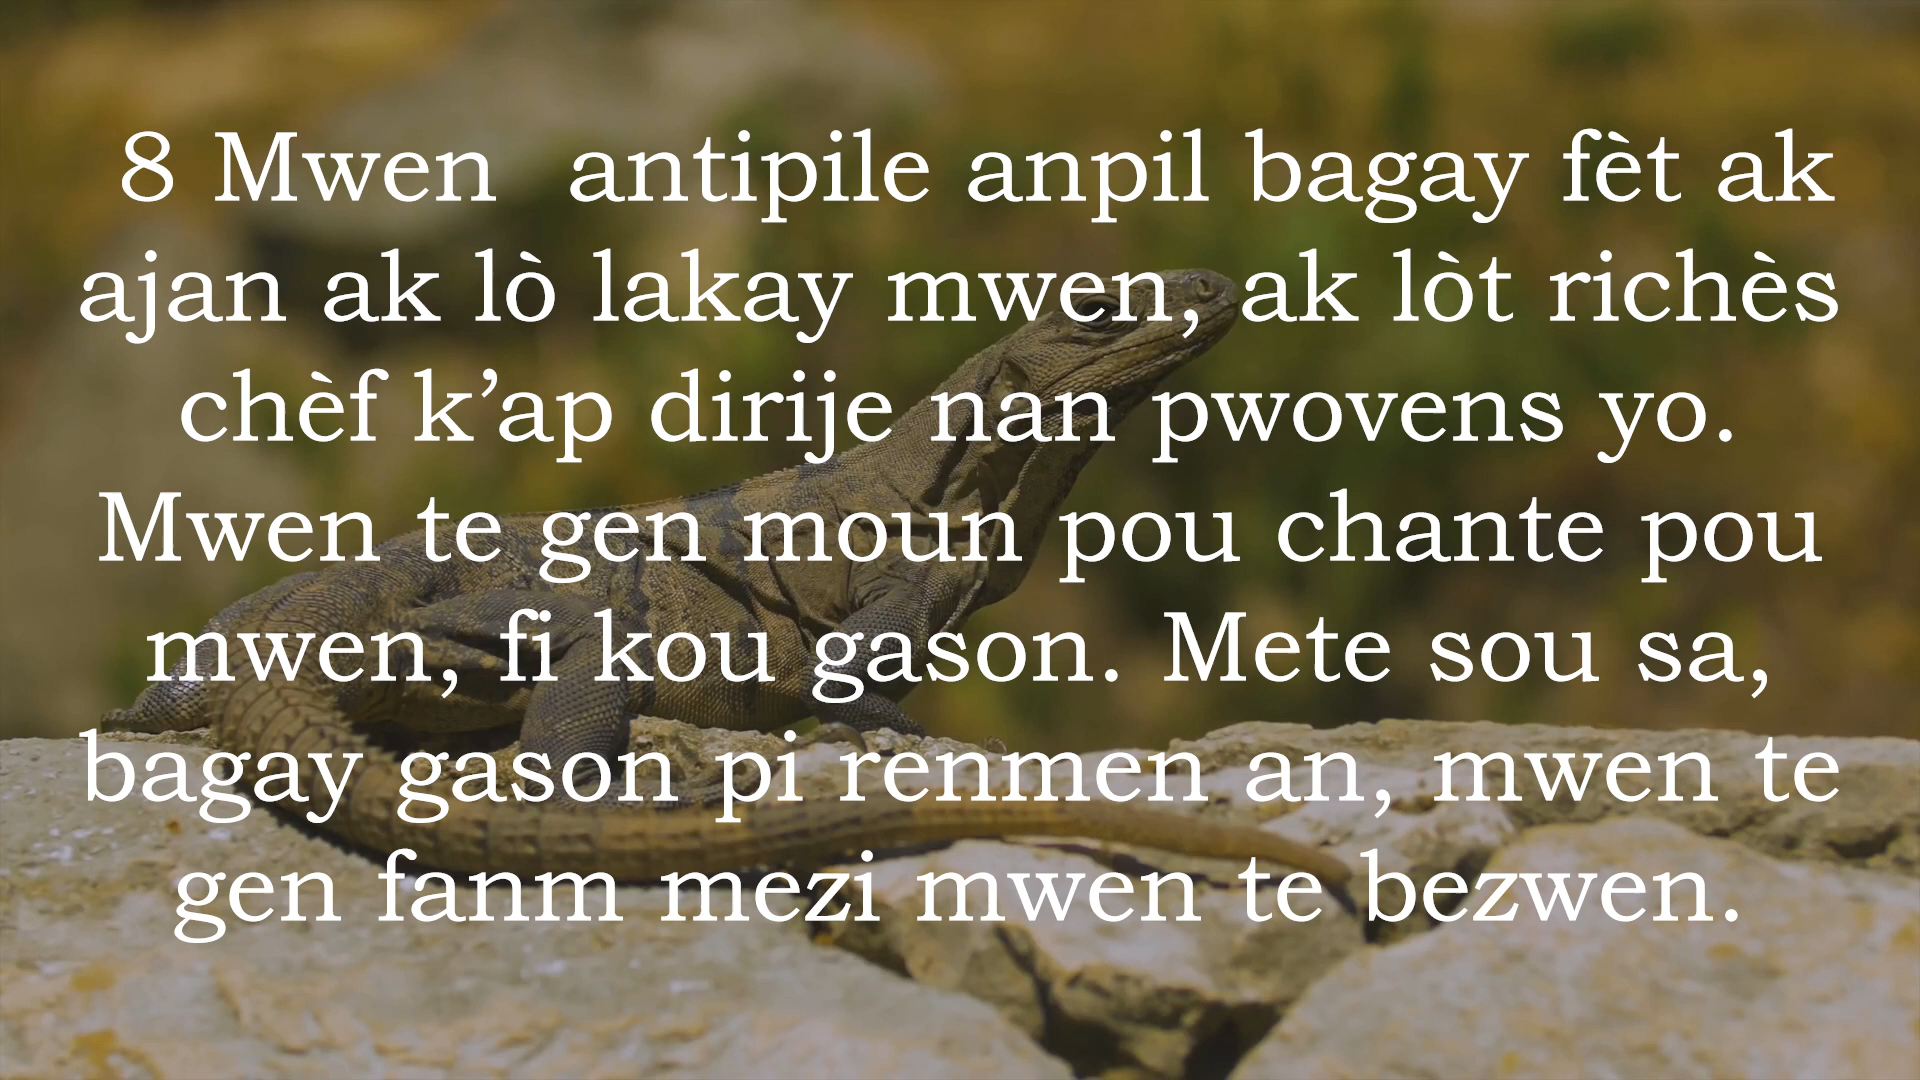 8 Mwen antipile anpil bagay fèt ak
ajan ak lò lakay mwen, ak lòt richès
chèf k’ap dirije nan pwovens yo.
Mwen te gen moun pou chante pou
mwen, fi kou gason. Mete sou sa,
bagay gason pi renmen an, mwen te
gen fanm mezi mwen te bezwen.